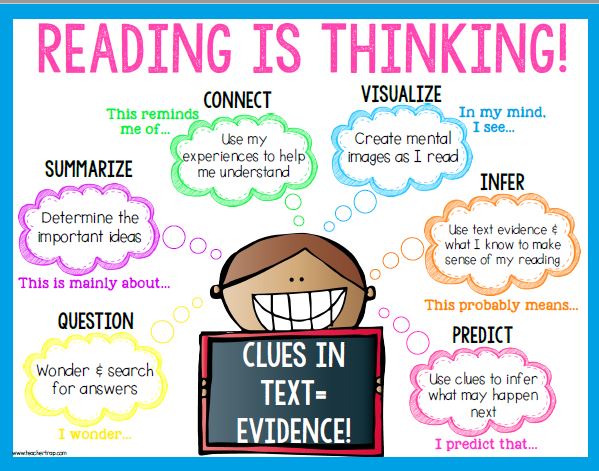 READING IS THINKING!
CONNECT
This reminds
me of...
Use my
experiences to help
me understand
VISUALIZE
In my mind,
I see...
Create mental
images as I read
SUMMARIZE
Determine the
important ideas
This is mainly about...
INFER
Use text evidence &
what I know to make
sense of my reading
This probably means...
QUESTION
Wonder & search
for answers
I wonder...
PREDICT
Use clues to infer
what may happen
next
I predict that...
CLUES IN
TEXT=
EVIDENCE!
www.teachertrap.com